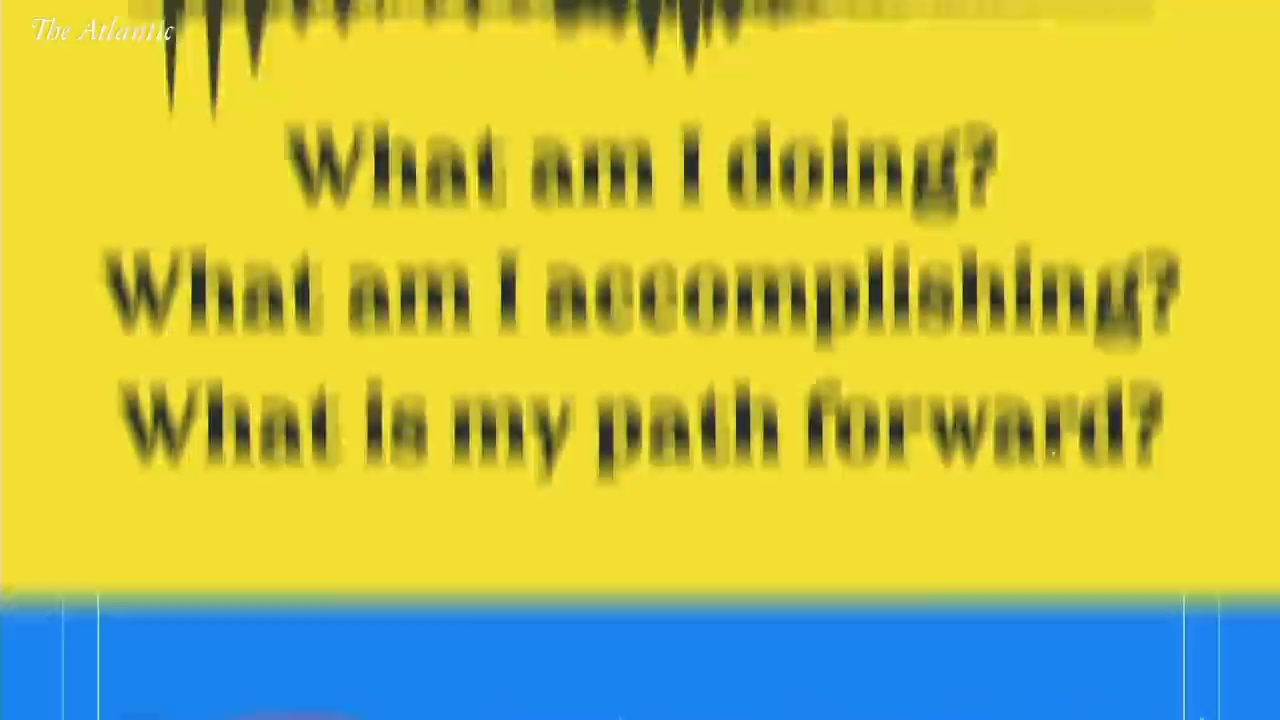 The Atlantic
What am I doing?
What am I accomplishing?
What is my path forward?